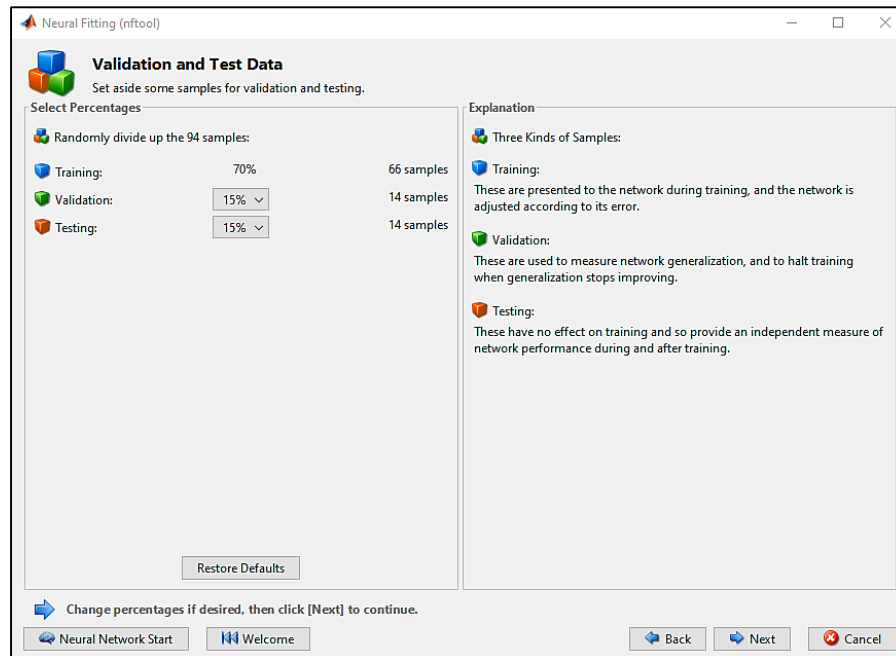 Neural Fitting (nftool)
Validation and Test Data
Set aside some samples for validation and testing.
Select Percentages
Randomly divide up the 94 samples:
Training: 70% 66 samples
Validation: 15% 14 samples
Testing: 15% 14 samples
Restore Defaults
Explanation
Three Kinds of Samples:
Training:
These are presented to the network during training, and the network is
adjusted according to its error.
Validation:
These are used to measure network generalization, and to halt training
when generalization stops improving.
Testing:
These have no effect on training and so provide an independent measure of
network performance during and after training.
Change percentages if desired, then click [Next] to continue.
Neural Network Start Welcome Back Next Cancel